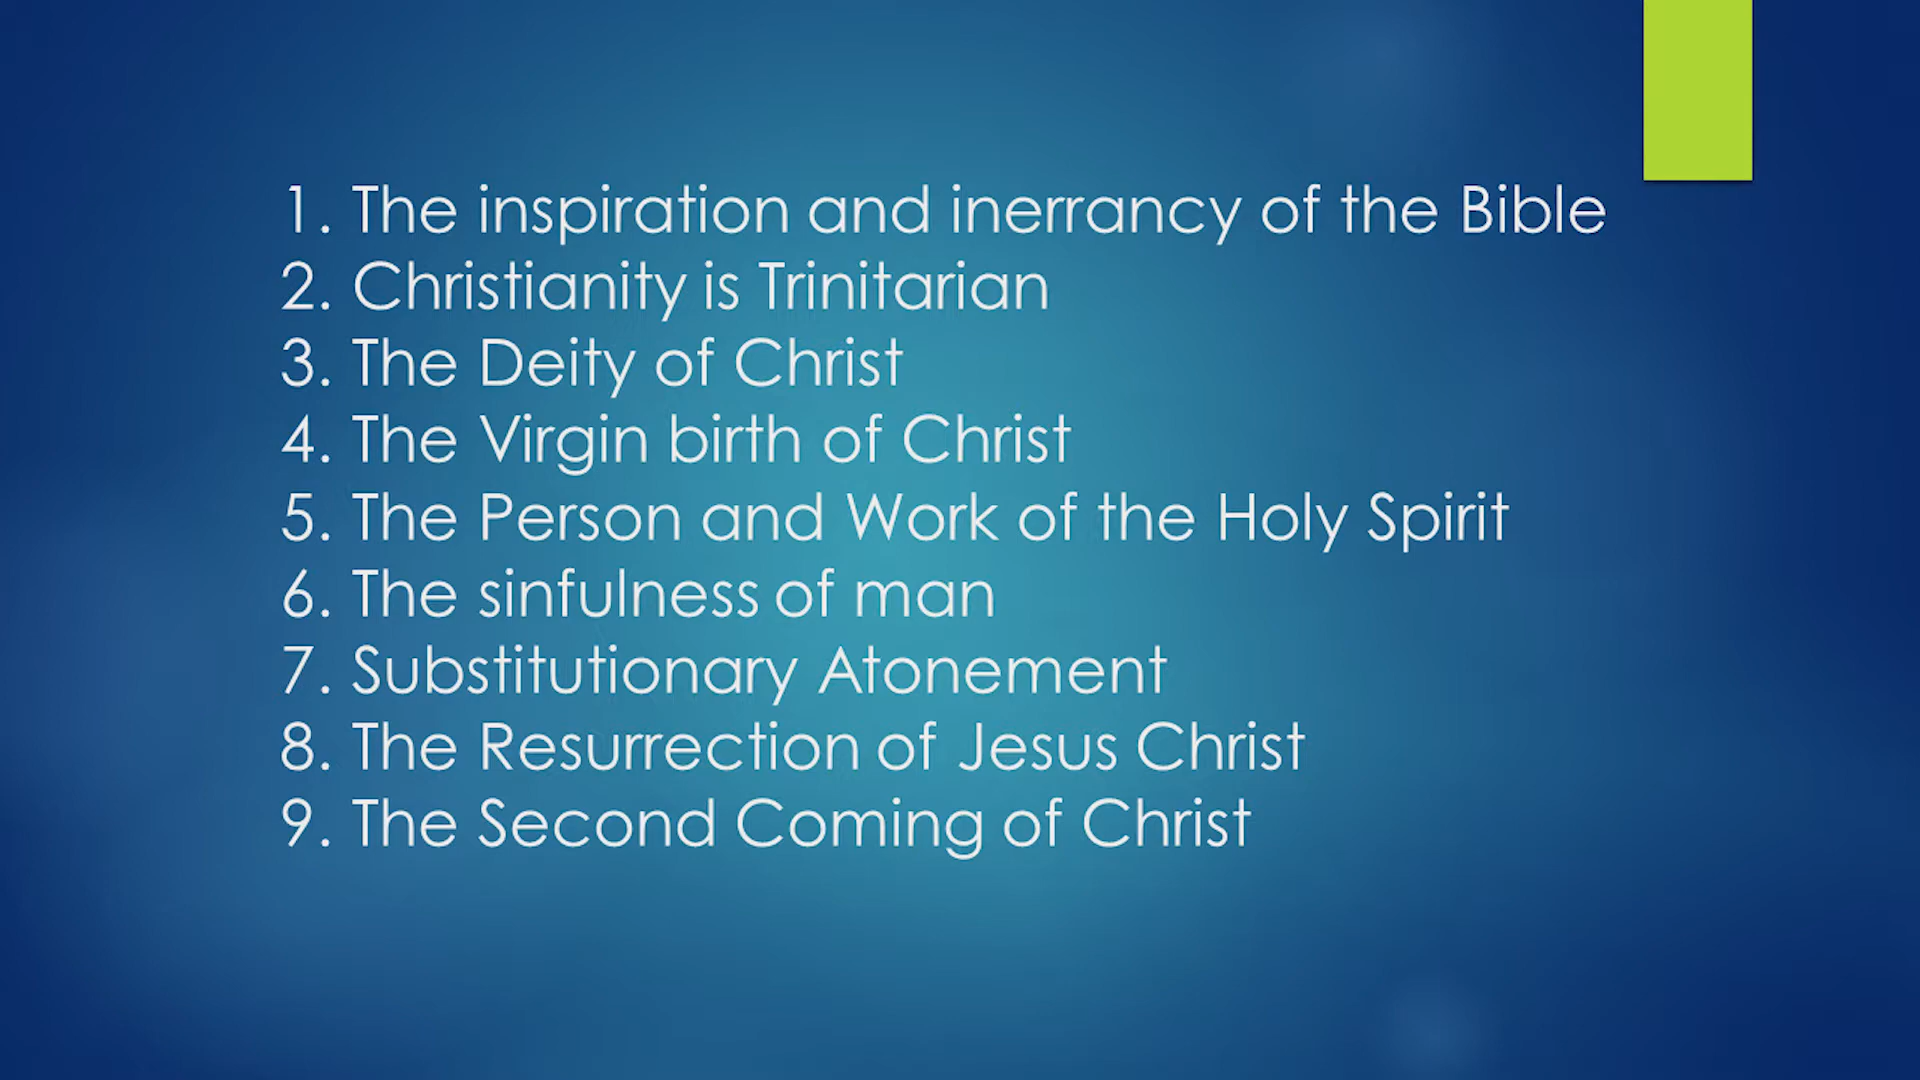 1. The inspiration and inerrancy of the Bible
2. Christianity is Trinitarian
3. The Deity of Christ
4. The Virgin birth of Christ
5. The Person and Work of the Holy Spirit
6. The sinfulness of man
7. Substitutionary Atonement
8. The Resurrection of Jesus Christ
9. The Second Coming of Christ